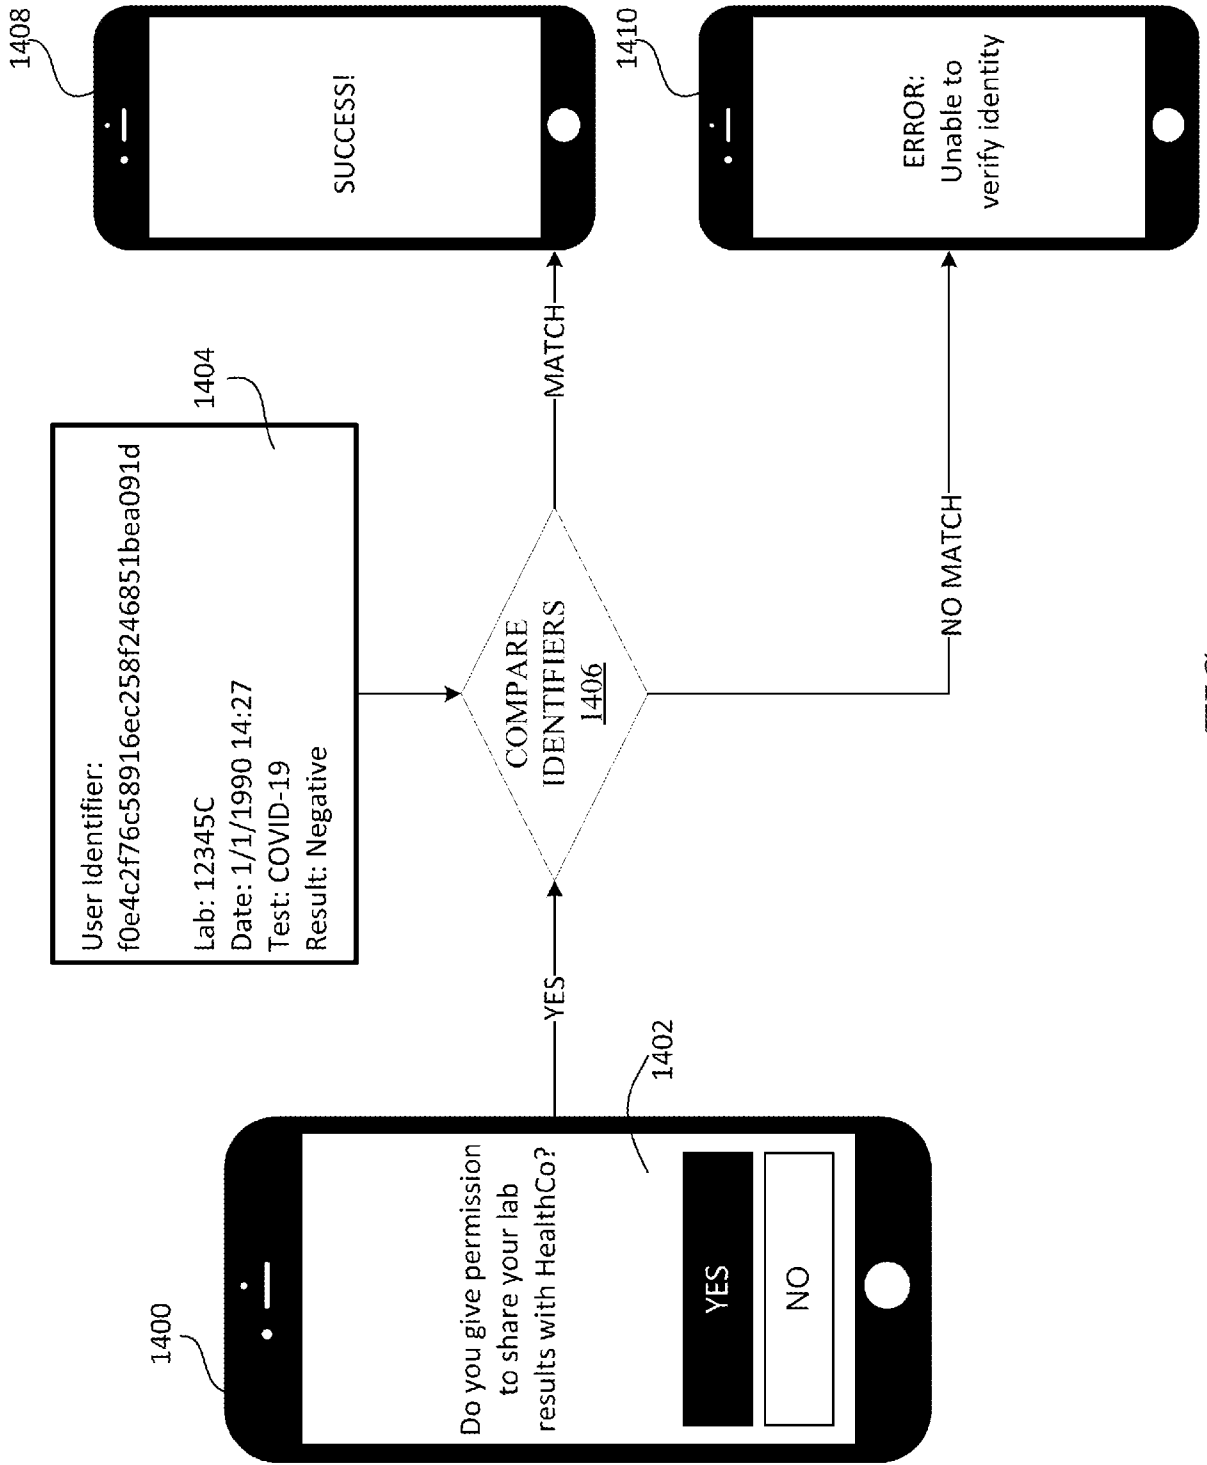 1400
Do you give permission
to share your lab
results with HealthCo?
YES
NO
1402
YES
User Identifier:
f0e4c2f76c58916ec258f246851bea091d
Lab: 12345C
Date: 1/1/1990 14:27
Test: COVID-19
Result: Negative
1404
COMPARE
IDENTIFIERS
1406
MATCH
NO MATCH
1408
SUCCESS!
1410
ERROR:
Unable to
verify identity